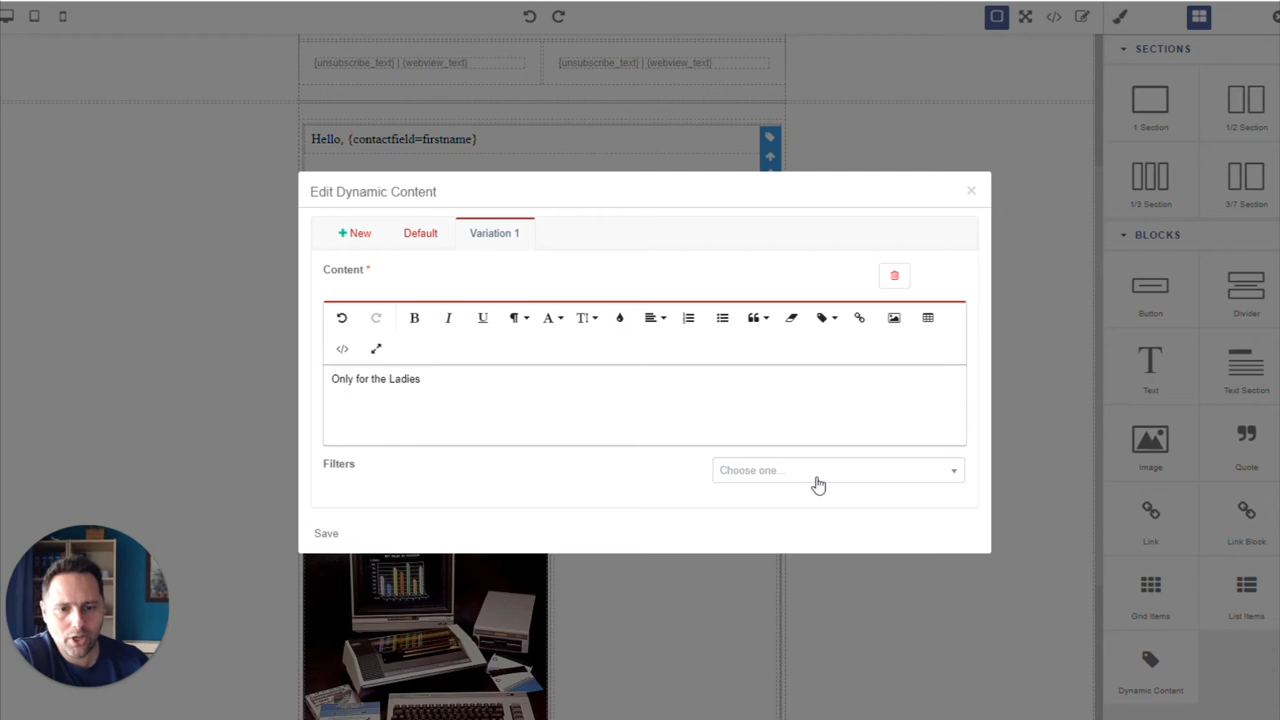 SECTIONS
{unsubscribe_text} | {webview_text}
{unsubscribe_text} | {webview_text}
1 Section
1/2 Section
Hello, {contactfield=firstname}
1/3 Section
3/7 Section
Edit Dynamic Content
×
+ New
Default
Variation 1
BLOCKS
Content *
Button
Divider
Only for the Ladies
Text
Text Section
Filters
Choose one...
Image
Quote
Save
Link
Link Block
Grid Items
List Items
Dynamic Content